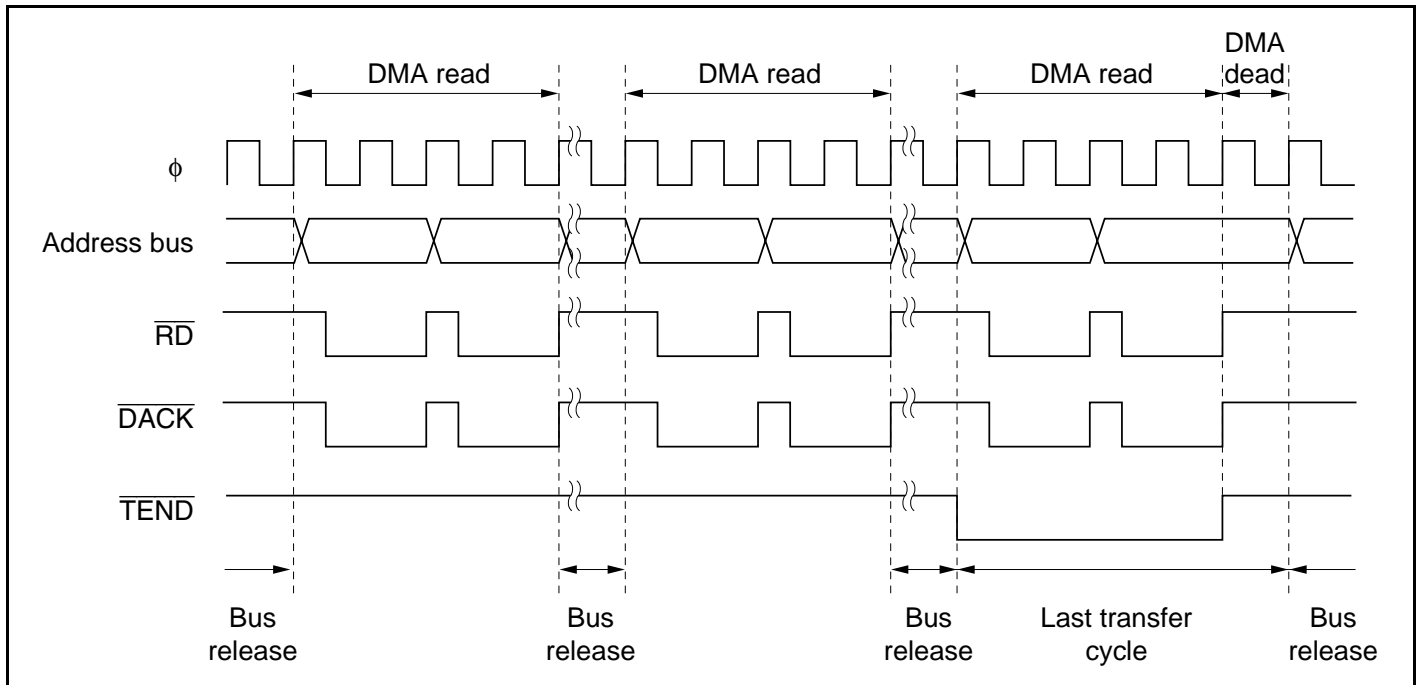 DMA read
DMA read
DMA read
DMA
dead
ϕ
Address bus
RD
DACK
TEND
Bus
release
Bus
release
Bus
release
Last transfer
cycle
Bus
release